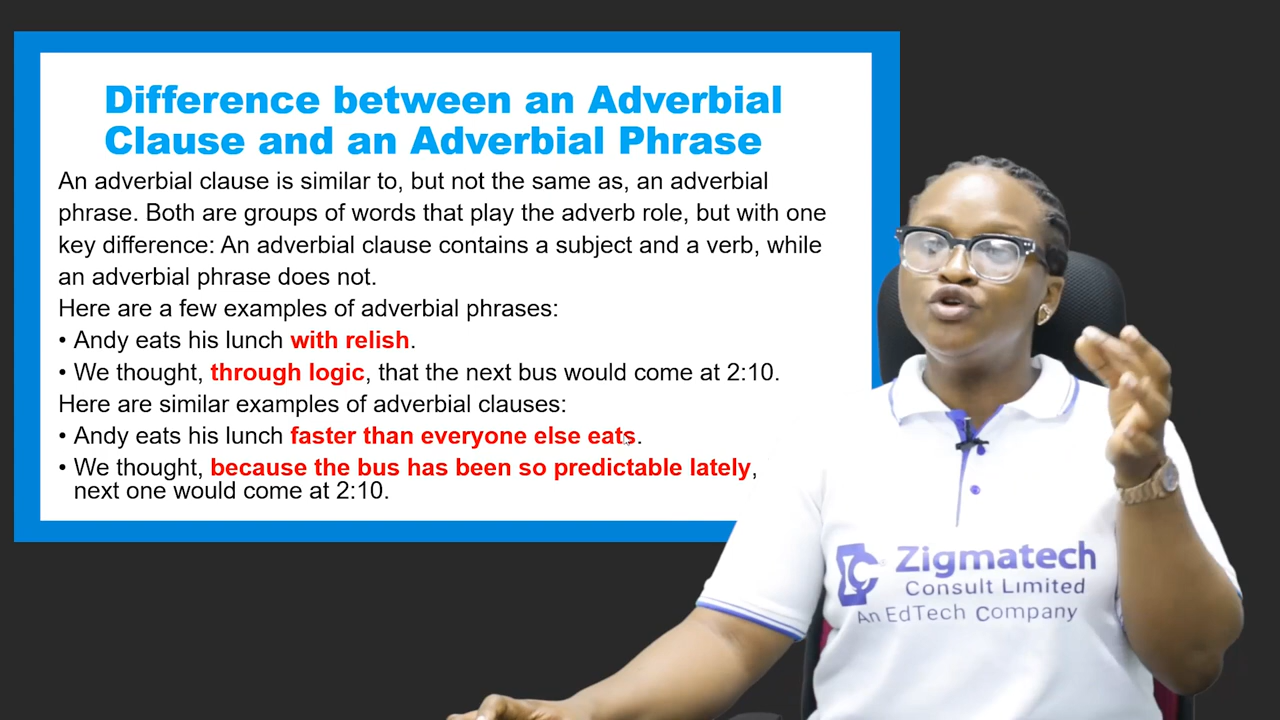 Difference between an Adverbial
Clause and an Adverbial Phrase
An adverbial clause is similar to, but not the same as, an adverbial
phrase. Both are groups of words that play the adverb role, but with one
key difference: An adverbial clause contains a subject and a verb, while
an adverbial phrase does not.
Here are a few examples of adverbial phrases:
• Andy eats his lunch with relish.
• We thought, through logic, that the next bus would come at 2:10.
Here are similar examples of adverbial clauses:
• Andy eats his lunch faster than everyone else eats.
• We thought, because the bus has been so predictable lately,
next one would come at 2:10.
Zigmatech
Consult Limited
An EdTech Company